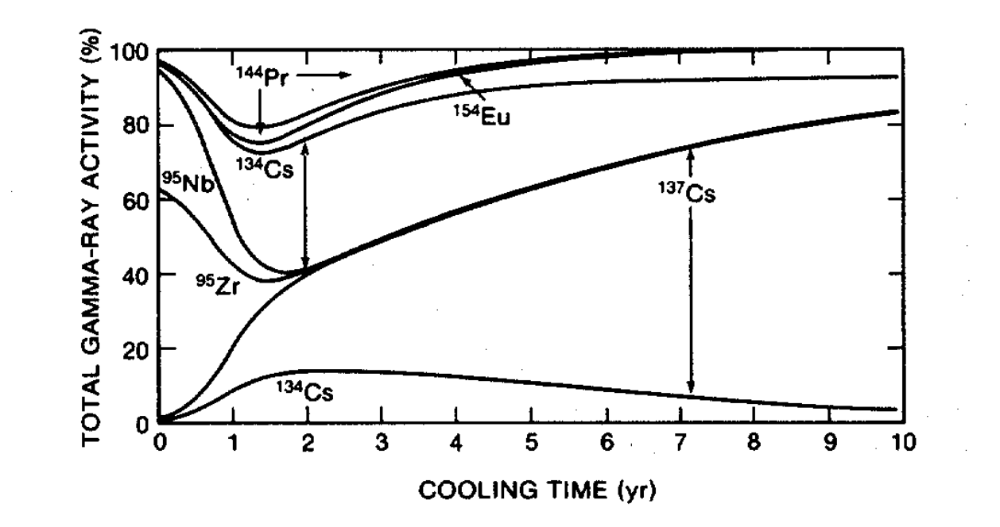 TOTAL GAMMA-RAY ACTIVITY (%)
100
80
60
40
20
0
¹⁴⁴Pr
¹⁵⁴Eu
¹³⁴Cs
⁹⁵Nb
¹³⁷Cs
⁹⁵Zr
¹³⁴Cs
0 1 2 3 4 5 6 7 8 9 10
COOLING TIME (yr)